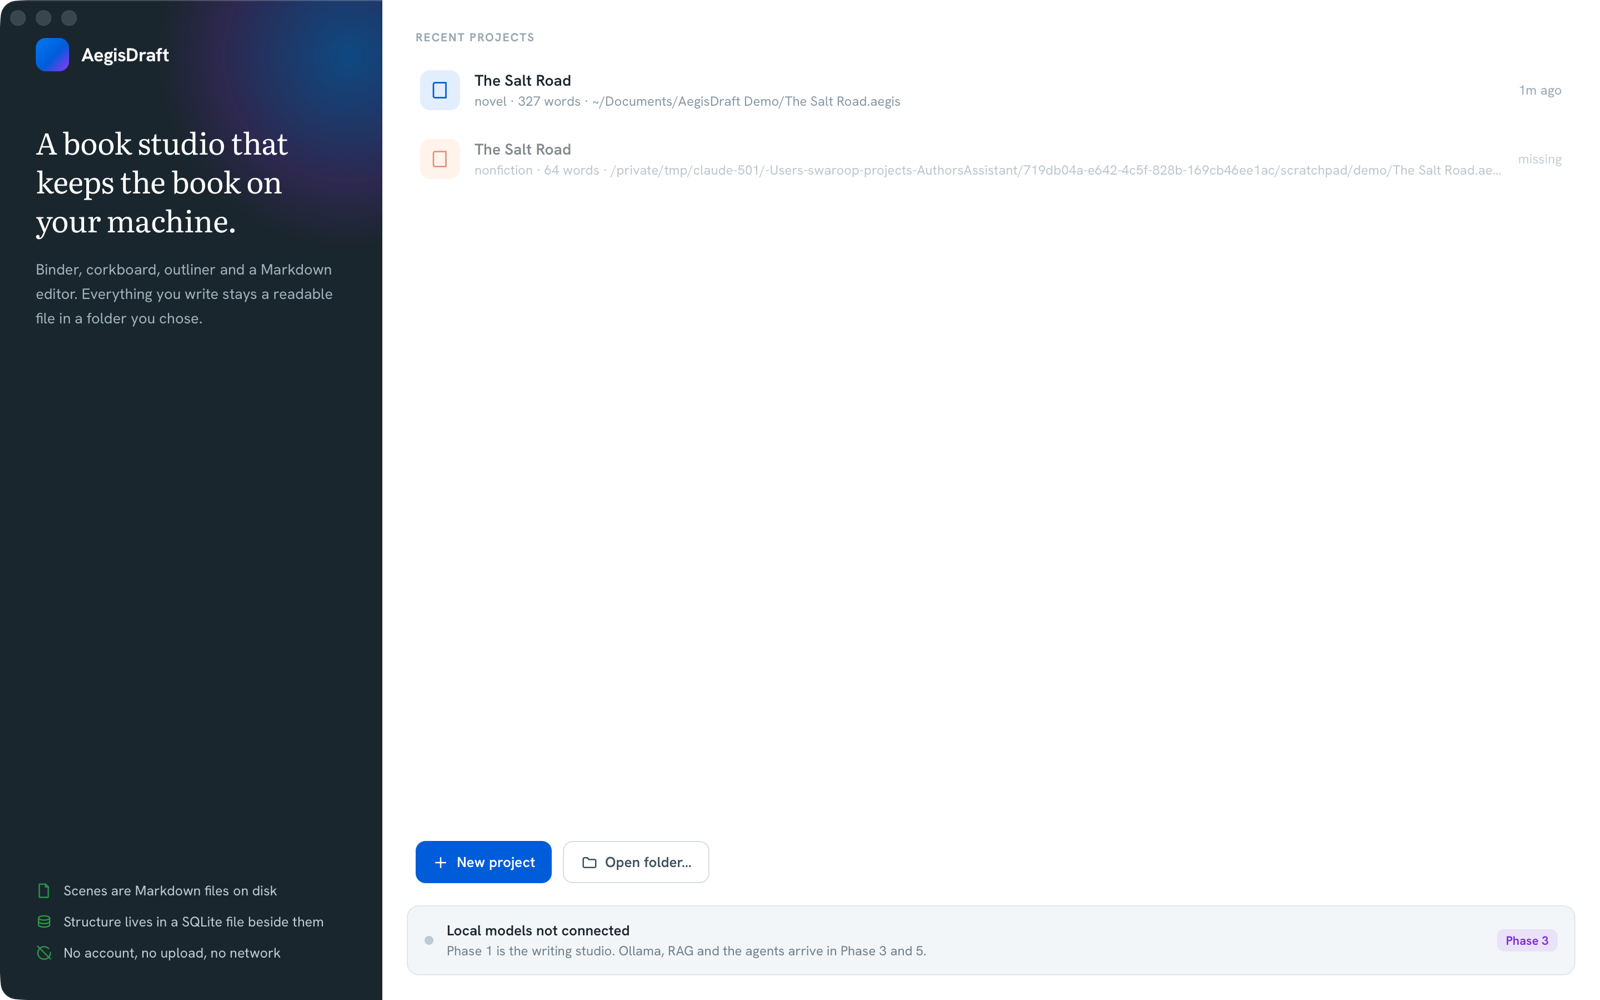 AegisDraft
A book studio that
keeps the book on
your machine.
Binder, corkboard, outliner and a Markdown
editor. Everything you write stays a readable
file in a folder you chose.
Scenes are Markdown files on disk
Structure lives in a SQLite file beside them
No account, no upload, no network
RECENT PROJECTS
The Salt Road
novel · 327 words · ~/Documents/AegisDraft Demo/The Salt Road.aegis
1m ago
The Salt Road
nonfiction · 64 words · /private/tmp/claude-501/-Users-swaroop-projects-AuthorsAssistant/719db04a-e642-4c5f-828b-169cb46ee1ac/scratchpad/demo/The Salt Road.ae…
missing
New project
Open folder…
Local models not connected
Phase 1 is the writing studio. Ollama, RAG and the agents arrive in Phase 3 and 5.
Phase 3